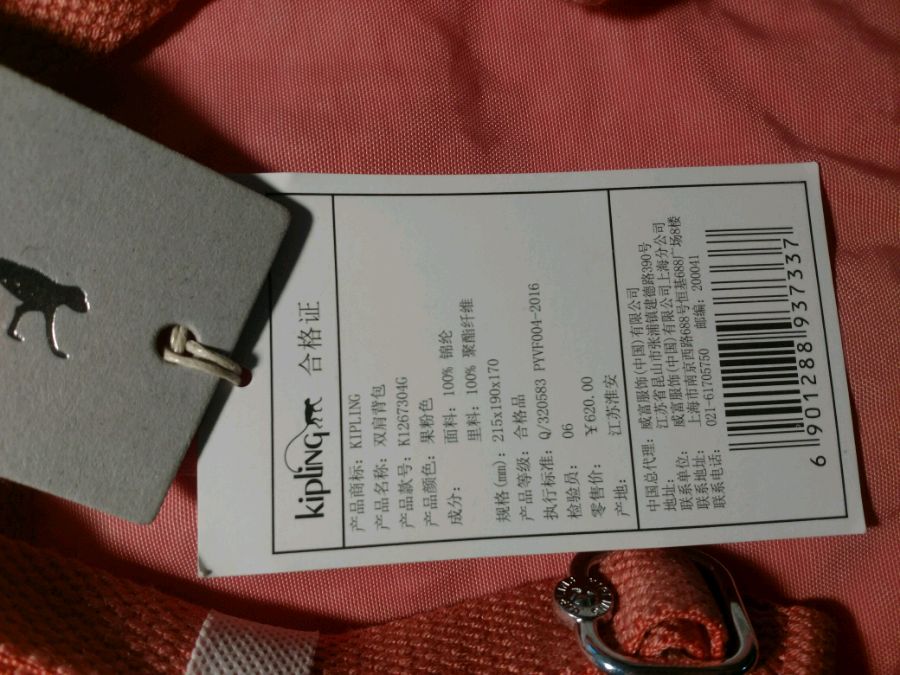 kipling 合格证
产品商标: KIPLING
产品名称: 双肩背包
产品款号: K1267304G
产品颜色: 果粉色
成分: 面料: 100% 锦纶
里料: 100% 聚酯纤维
规格(mm): 215x190x170
产品等级: 合格品
执行标准: Q/320583 PYVF004-2016
检验员: 06
零售价: ¥620.00
产地: 江苏淮安
中国总代理: 威富服饰(中国)有限公司
地址: 江苏省昆山市张浦镇建德路390号
联系单位: 威富服饰(中国)有限公司上海分公司
联系地址: 上海市南京西路688号恒基688广场8楼
联系电话: 021-61705750 邮编: 200041
6901288937337